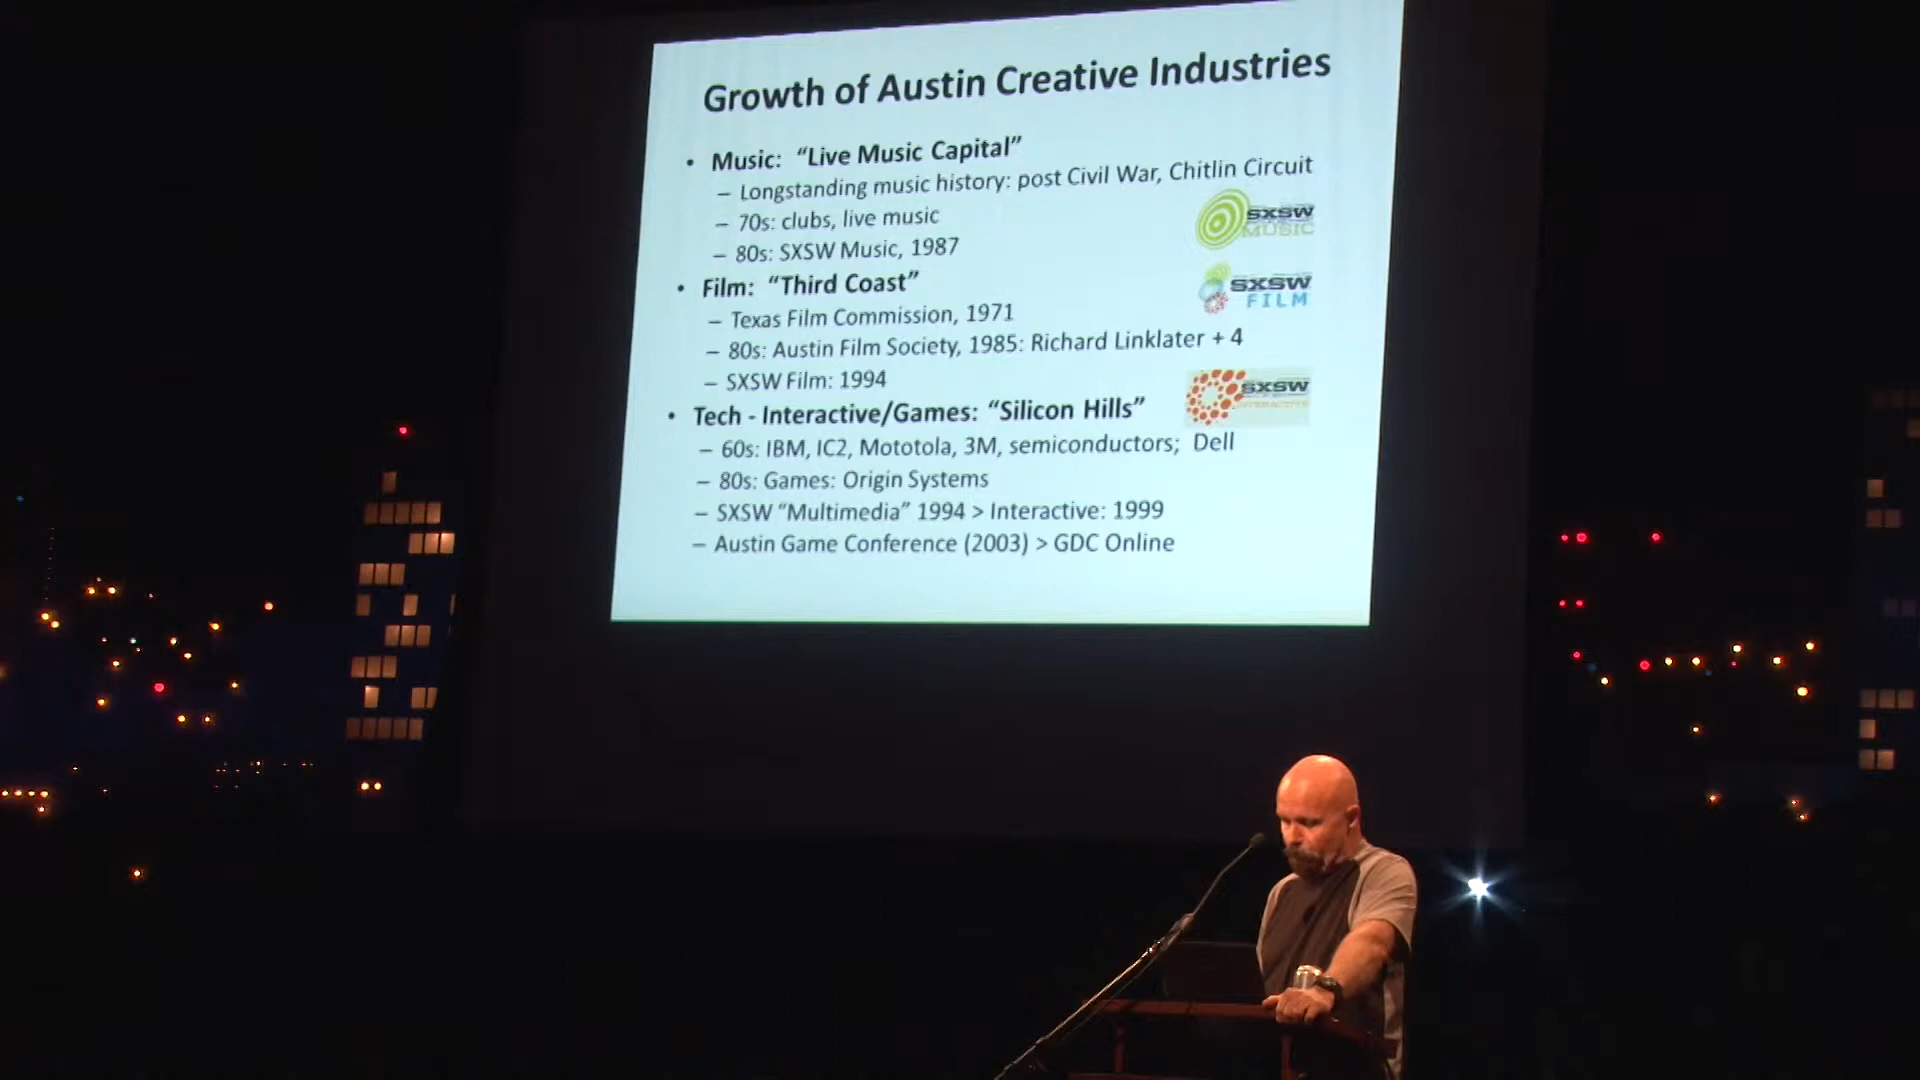 Growth of Austin Creative Industries
• Music: “Live Music Capital”
– Longstanding music history: post Civil War, Chitlin Circuit
– 70s: clubs, live music
– 80s: SXSW Music, 1987
SXSW
MUSIC
• Film: “Third Coast”
– Texas Film Commission, 1971
– 80s: Austin Film Society, 1985: Richard Linklater + 4
– SXSW Film: 1994
SXSW
FILM
• Tech - Interactive/Games: “Silicon Hills”
– 60s: IBM, IC2, Mototola, 3M, semiconductors; Dell
– 80s: Games: Origin Systems
– SXSW “Multimedia” 1994 > Interactive: 1999
– Austin Game Conference (2003) > GDC Online
SXSW
INTERACTIVE